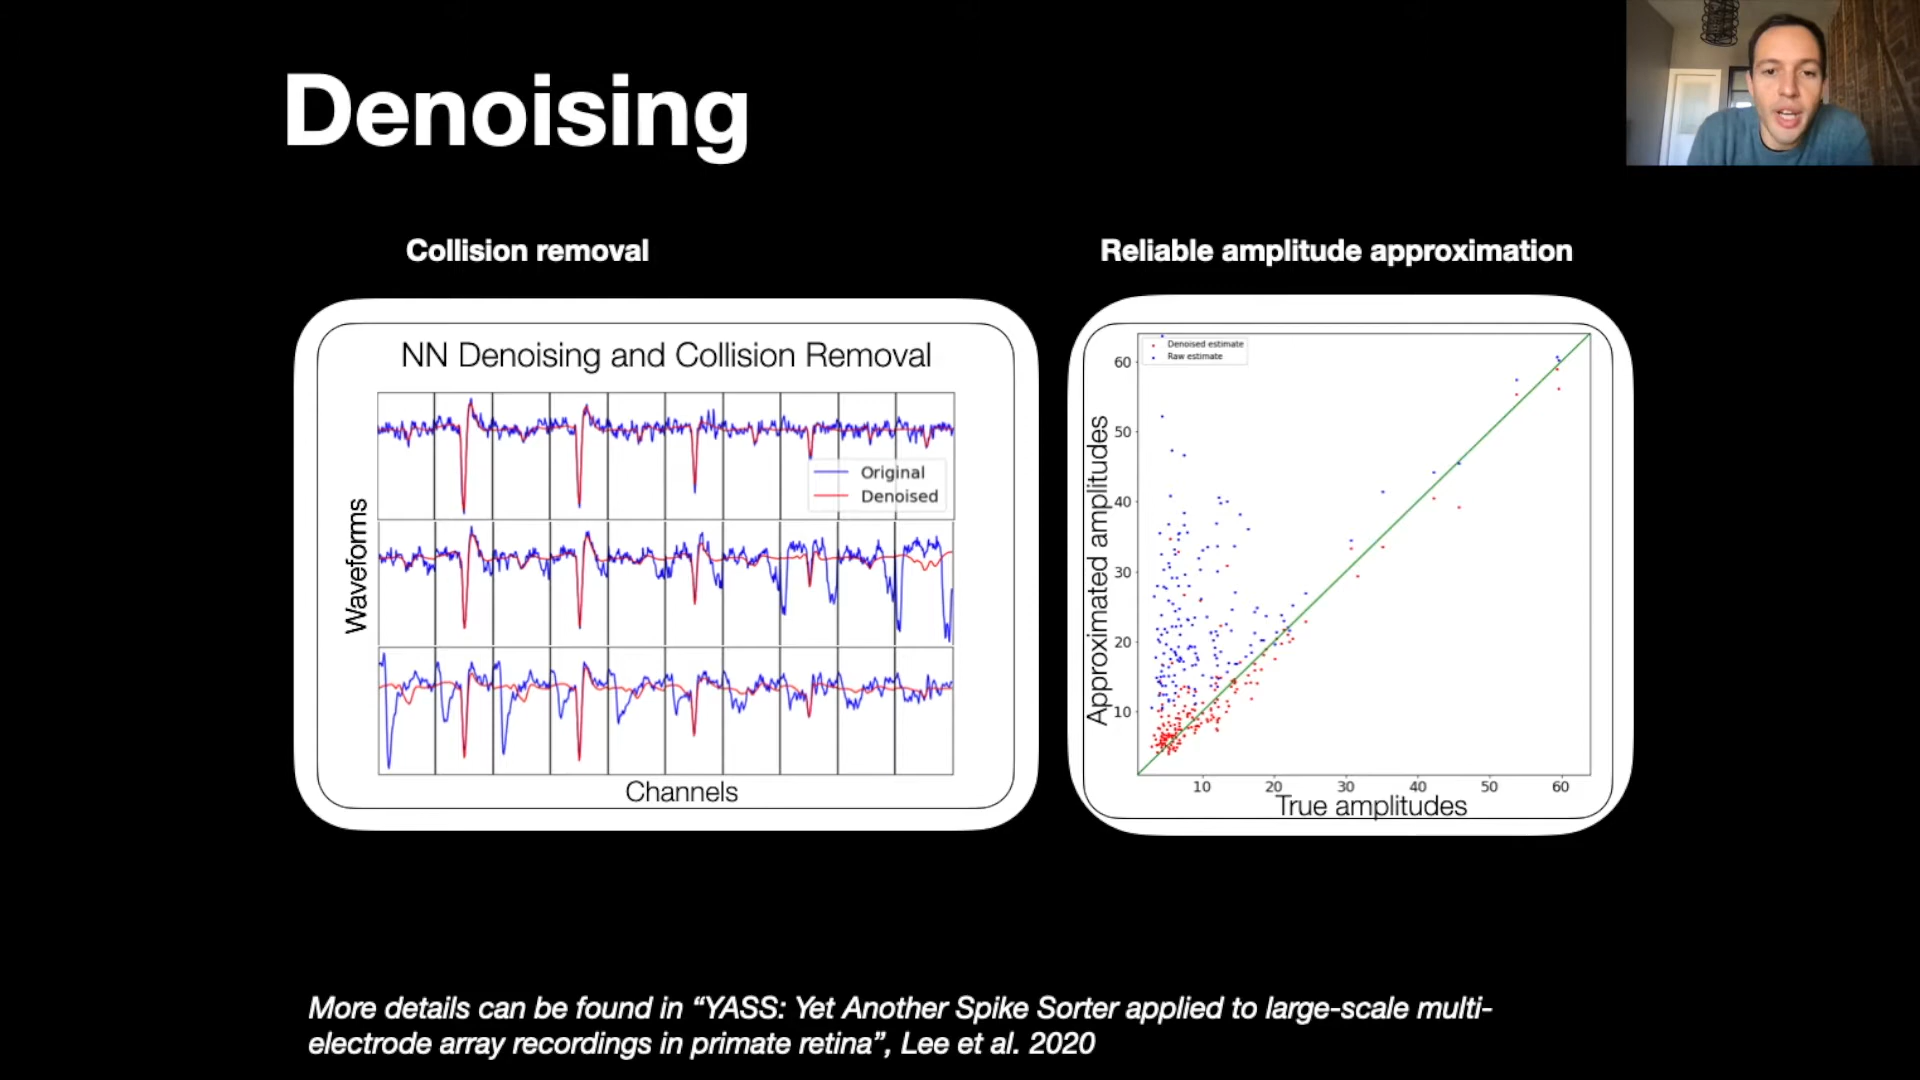 Denoising
Collision removal
Reliable amplitude approximation
NN Denoising and Collision Removal
Original
Denoised
Waveforms
Channels
Denoised estimate
Raw estimate
60
50
40
30
20
10
Approximated amplitudes
10 20 30 40 50 60
True amplitudes
More details can be found in “YASS: Yet Another Spike Sorter applied to large-scale multi-
electrode array recordings in primate retina”, Lee et al. 2020